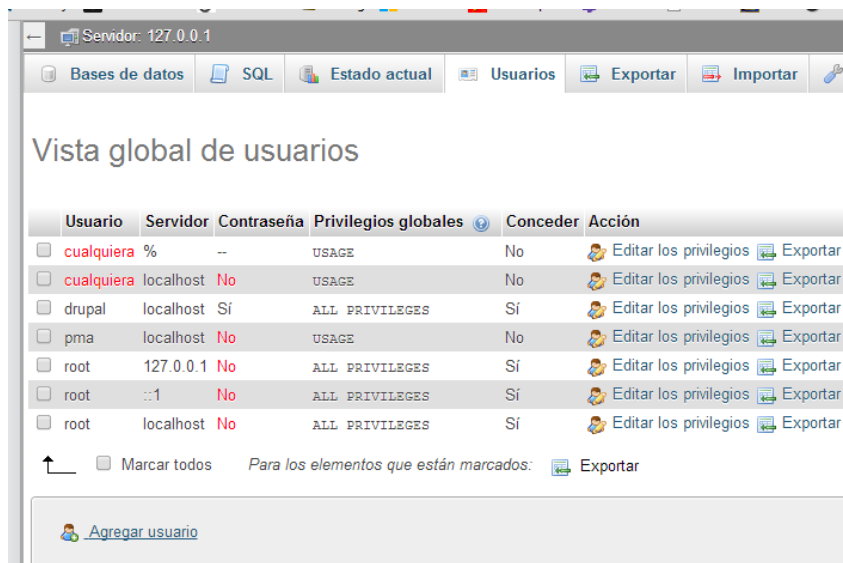 Servidor: 127.0.0.1
Bases de datos SQL Estado actual Usuarios Exportar Importar
Vista global de usuarios
Usuario Servidor Contraseña Privilegios globales Conceder Acción
cualquiera % -- USAGE No Editar los privilegios Exportar
cualquiera localhost No USAGE No Editar los privilegios Exportar
drupal localhost Sí ALL PRIVILEGES Sí Editar los privilegios Exportar
pma localhost No USAGE No Editar los privilegios Exportar
root 127.0.0.1 No ALL PRIVILEGES Sí Editar los privilegios Exportar
root ::1 No ALL PRIVILEGES Sí Editar los privilegios Exportar
root localhost No ALL PRIVILEGES Sí Editar los privilegios Exportar
Marcar todos Para los elementos que están marcados: Exportar
Agregar usuario